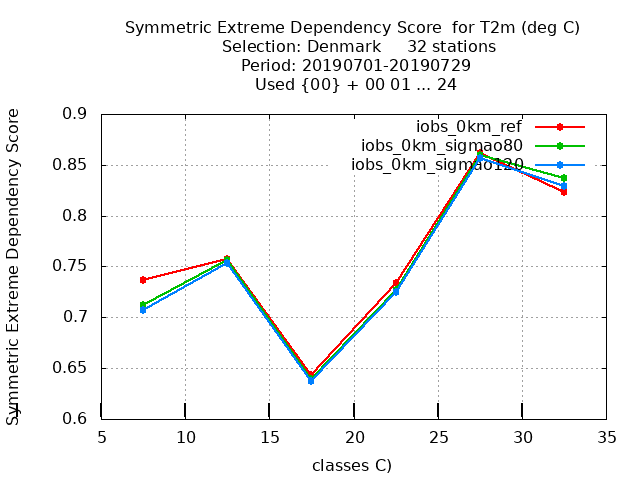 Symmetric Extreme Dependency Score for T2m (deg C)
Selection: Denmark 32 stations
Period: 20190701-20190729
Used {00} + 00 01 ... 24
Symmetric Extreme Dependency Score
0.9
0.85
0.8
0.75
0.7
0.65
0.6
iobs_0km_ref
iobs_0km_sigmao80
iobs_0km_sigmao120
5
10
15
20
25
30
35
classes C)